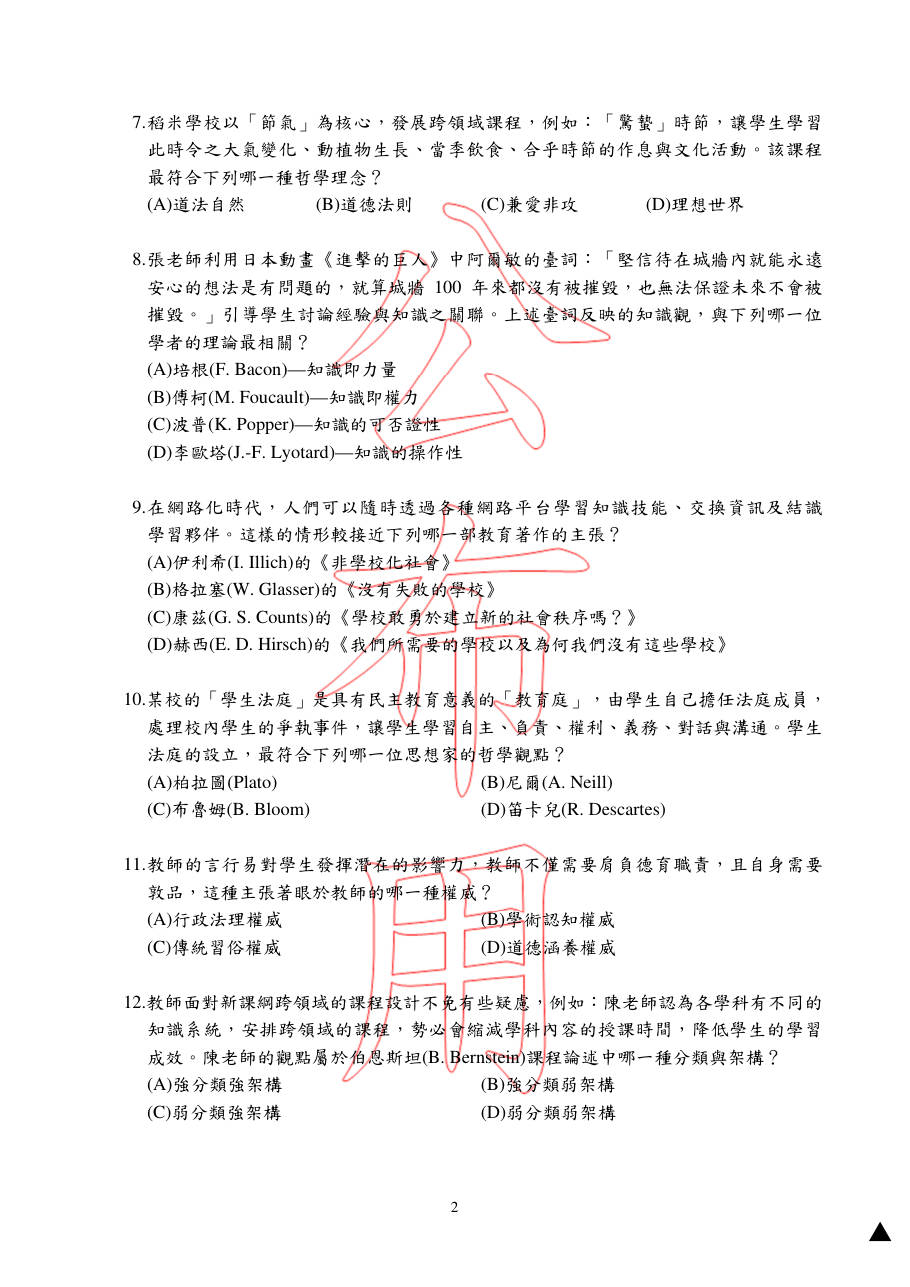 7.稻米學校以「節氣」為核心，發展跨領域課程，例如：「驚蟄」時節，讓學生學習
此時令之大氣變化、動植物生長、當季飲食、合乎時節的作息與文化活動。該課程
最符合下列哪一種哲學理念？
(A)道法自然 (B)道德法則 (C)兼愛非攻 (D)理想世界
8.張老師利用日本動畫《進擊的巨人》中阿爾敏的臺詞：「堅信待在城牆內就能永遠
安心的想法是有問題的，就算城牆 100 年來都沒有被摧毀，也無法保證未來不會被
摧毀。」引導學生討論經驗與知識之關聯。上述臺詞反映的知識觀，與下列哪一位
學者的理論最相關？
(A)培根(F. Bacon)—知識即力量
(B)傅柯(M. Foucault)—知識即權力
(C)波普(K. Popper)—知識的可否證性
(D)李歐塔(J.-F. Lyotard)—知識的操作性
9.在網路化時代，人們可以隨時透過各種網路平台學習知識技能、交換資訊及結識
學習夥伴。這樣的情形較接近下列哪一部教育著作的主張？
(A)伊利希(I. Illich)的《非學校化社會》
(B)格拉塞(W. Glasser)的《沒有失敗的學校》
(C)康茲(G. S. Counts)的《學校敢勇於建立新的社會秩序嗎？》
(D)赫西(E. D. Hirsch)的《我們所需要的學校以及為何我們沒有這些學校》
10.某校的「學生法庭」是具有民主教育意義的「教育庭」，由學生自己擔任法庭成員，
處理校內學生的爭執事件，讓學生學習自主、負責、權利、義務、對話與溝通。學生
法庭的設立，最符合下列哪一位思想家的哲學觀點？
(A)柏拉圖(Plato) (B)尼爾(A. Neill)
(C)布魯姆(B. Bloom) (D)笛卡兒(R. Descartes)
11.教師的言行易對學生發揮潛在的影響力，教師不僅需要肩負德育職責，且自身需要
敦品，這種主張著眼於教師的哪一種權威？
(A)行政法理權威 (B)學術認知權威
(C)傳統習俗權威 (D)道德涵養權威
12.教師面對新課綱跨領域的課程設計不免有些疑慮，例如：陳老師認為各學科有不同的
知識系統，安排跨領域的課程，勢必會縮減學科內容的授課時間，降低學生的學習
成效。陳老師的觀點屬於伯恩斯坦(B. Bernstein)課程論述中哪一種分類與架構？
(A)強分類強架構 (B)強分類弱架構
(C)弱分類強架構 (D)弱分類弱架構
2
公布用